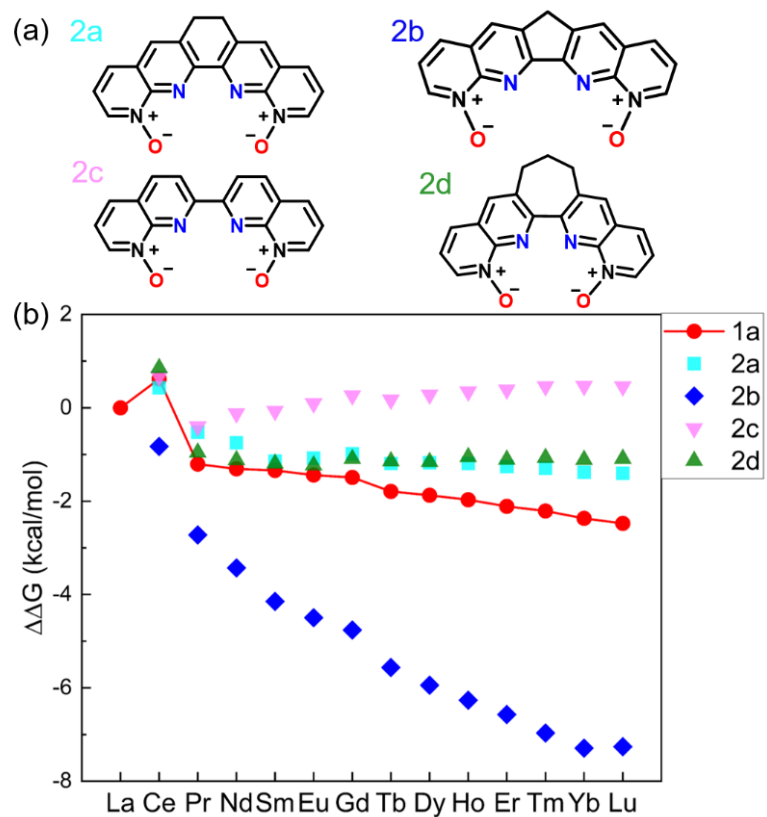 (a) 2a 2b
N N N N
N + + N N + + N
O − − O O − − O
2c 2d
N N N N
N + + N N + + N
O − − O O − − O
(b)
2
0
-2
-4
-6
-8
ΔΔG (kcal/mol)
La Ce Pr Nd Sm Eu Gd Tb Dy Ho Er Tm Yb Lu
1a
2a
2b
2c
2d